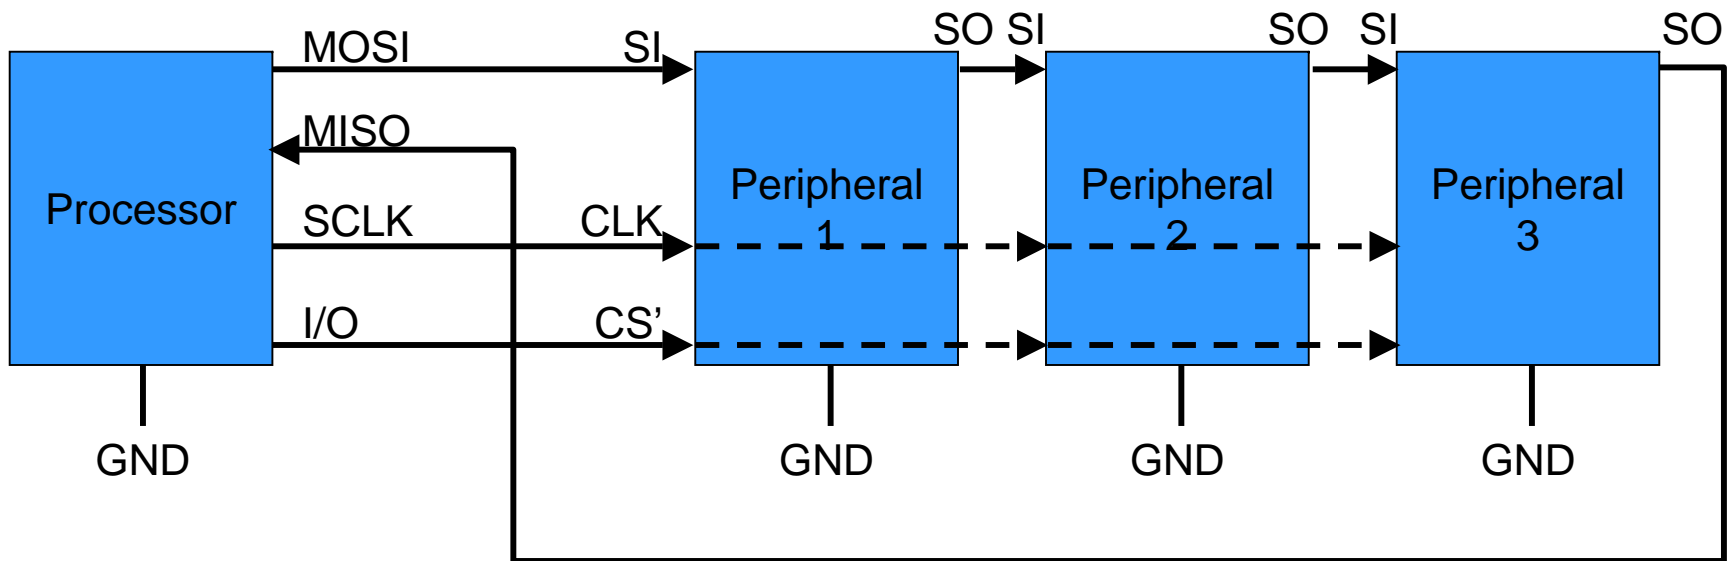 SO SI SO SI SO
MOSI SI
MISO
Processor
Peripheral
1
Peripheral
2
Peripheral
3
SCLK CLK
I/O CS’
GND GND GND GND